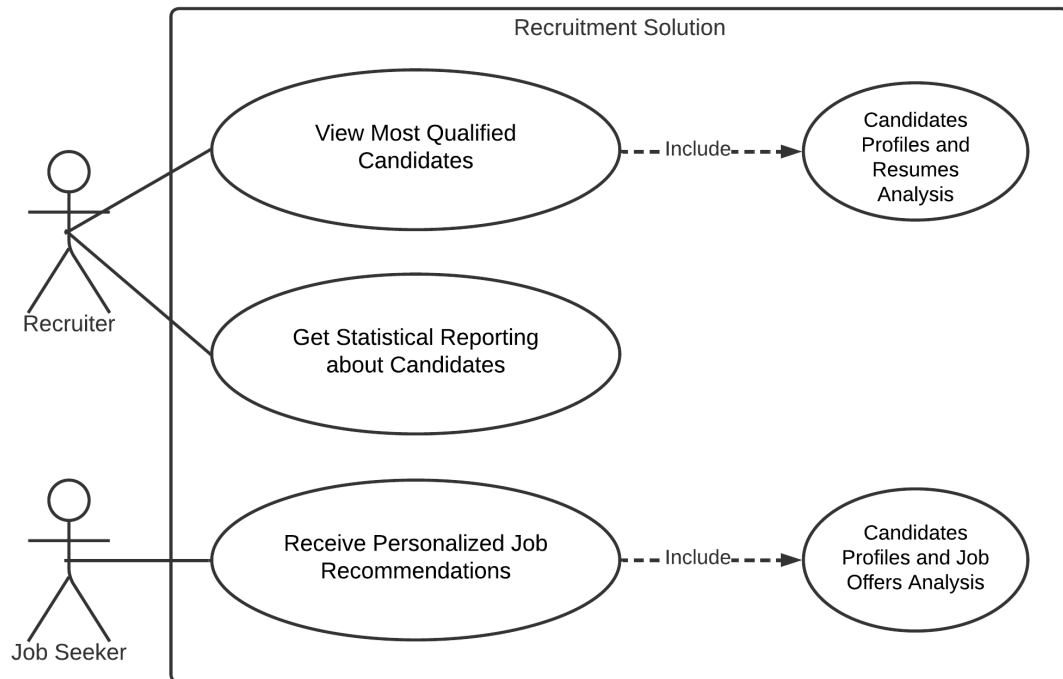 Recruitment Solution
View Most Qualified
Candidates
Include
Candidates
Profiles and
Resumes
Analysis
Recruiter
Get Statistical Reporting
about Candidates
Receive Personalized Job
Recommendations
Include
Candidates
Profiles and Job
Offers Analysis
Job Seeker